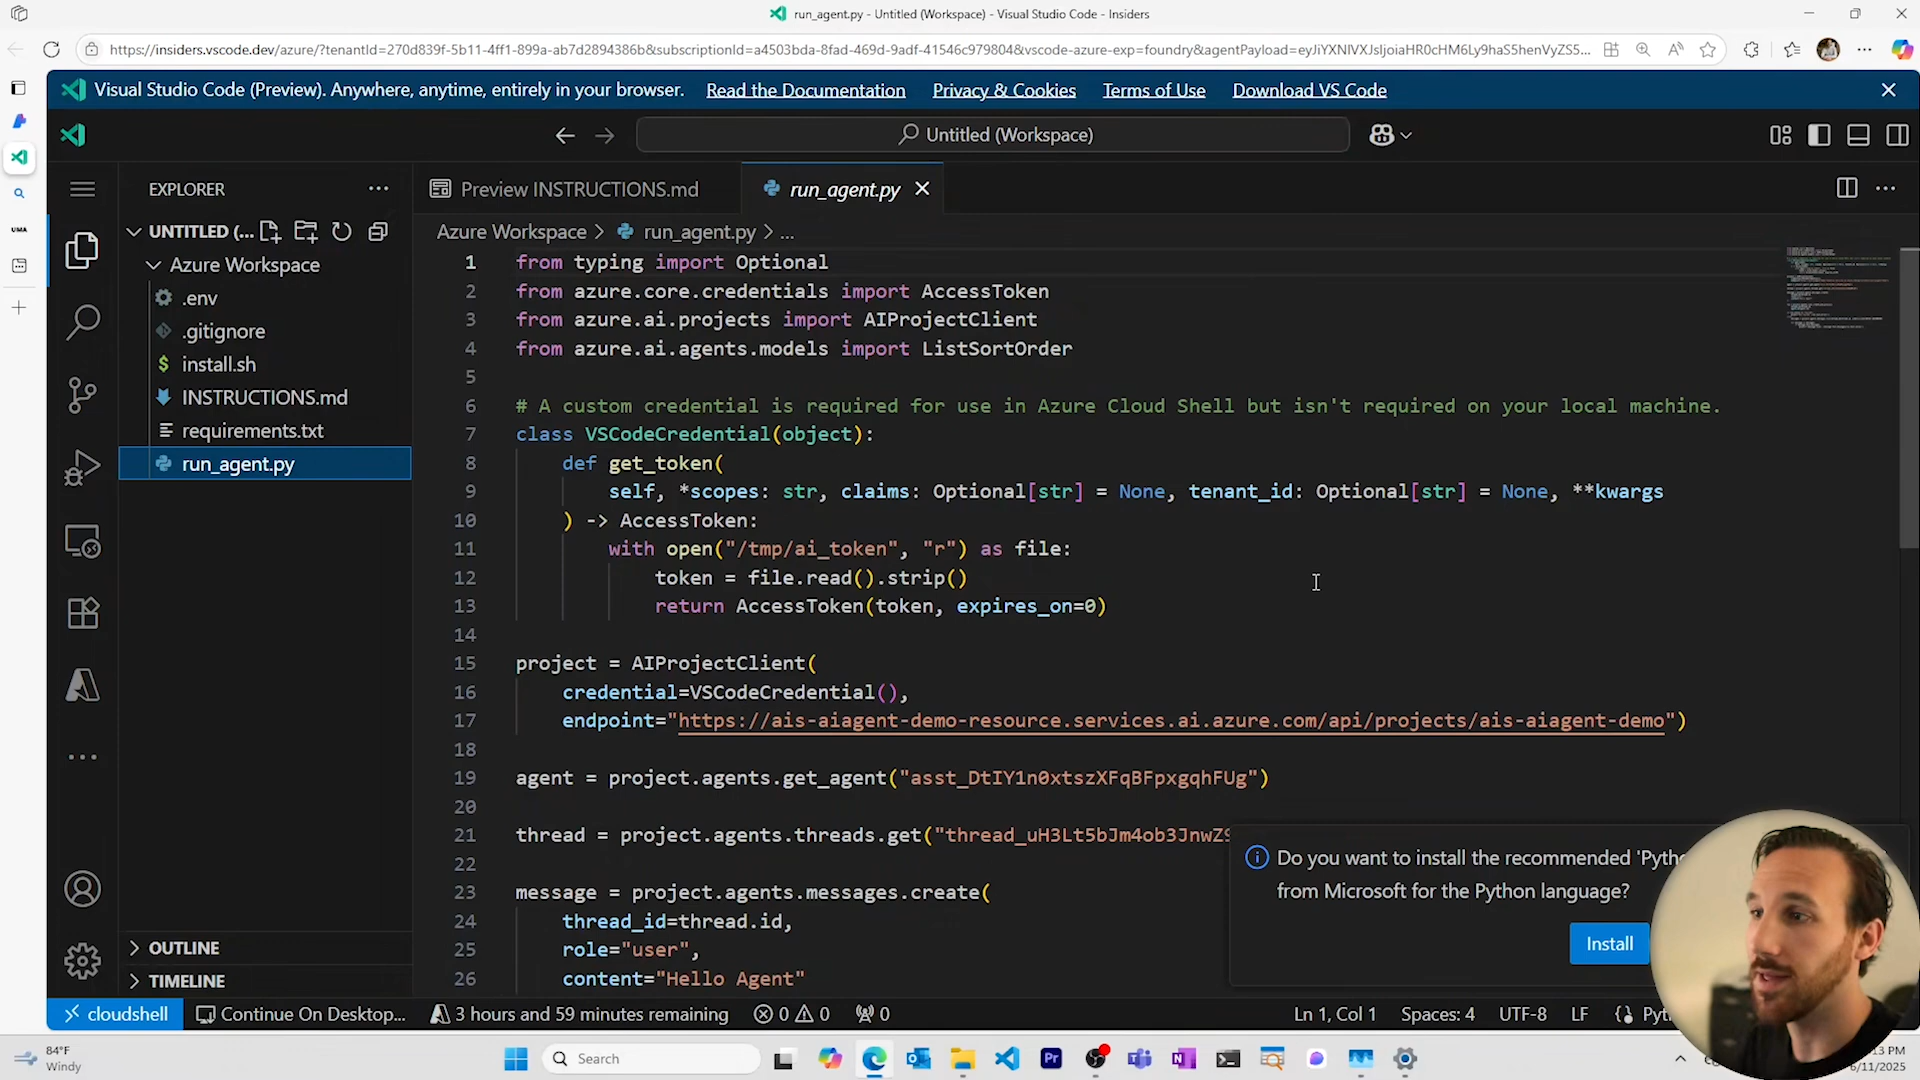 run_agent.py - Untitled (Workspace) - Visual Studio Code - Insiders
https://insiders.vscode.dev/azure/?tenantId=270d839f-5b11-4ff1-899a-ab7d2894386b&subscriptionId=a4503bda-8fad-469d-9adf-41546c979804&vscode-azure-exp=foundry&agentPayload=eyJiYXNlVXJsIjoiaHR0cHM6Ly9haS5henVyZS5...
Visual Studio Code (Preview). Anywhere, anytime, entirely in your browser. Read the Documentation Privacy & Cookies Terms of Use Download VS Code
Untitled (Workspace)
EXPLORER
UNTITLED (...
Azure Workspace
.env
.gitignore
install.sh
INSTRUCTIONS.md
requirements.txt
run_agent.py
OUTLINE
TIMELINE
UMA
Preview INSTRUCTIONS.md run_agent.py
Azure Workspace > run_agent.py > ...
1 from typing import Optional
2 from azure.core.credentials import AccessToken
3 from azure.ai.projects import AIProjectClient
4 from azure.ai.agents.models import ListSortOrder
5
6 # A custom credential is required for use in Azure Cloud Shell but isn't required on your local machine.
7 class VSCodeCredential(object):
8 def get_token(
9 self, *scopes: str, claims: Optional[str] = None, tenant_id: Optional[str] = None, **kwargs
10 ) -> AccessToken:
11 with open("/tmp/ai_token", "r") as file:
12 token = file.read().strip()
13 return AccessToken(token, expires_on=0)
14
15 project = AIProjectClient(
16 credential=VSCodeCredential(),
17 endpoint="https://ais-aiagent-demo-resource.services.ai.azure.com/api/projects/ais-aiagent-demo")
18
19 agent = project.agents.get_agent("asst_DtIY1n0xtszXFqBFpxgqhFUg")
20
21 thread = project.agents.threads.get("thread_uH3Lt5bJm4ob3JnwZS
22
23 message = project.agents.messages.create(
24 thread_id=thread.id,
25 role="user",
26 content="Hello Agent"
Do you want to install the recommended 'Pyth
from Microsoft for the Python language?
Install
cloudshell Continue On Desktop... 3 hours and 59 minutes remaining 0 0 0 Ln 1, Col 1 Spaces: 4 UTF-8 LF {} Pyt
84°F
Windy
Search
13 PM
6/11/2025